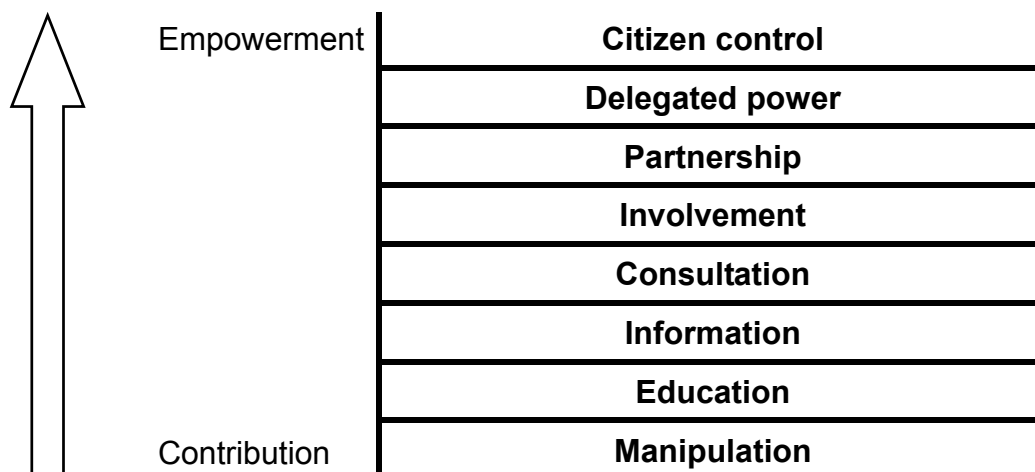 Empowerment Citizen control
Delegated power
Partnership
Involvement
Consultation
Information
Education
Contribution Manipulation